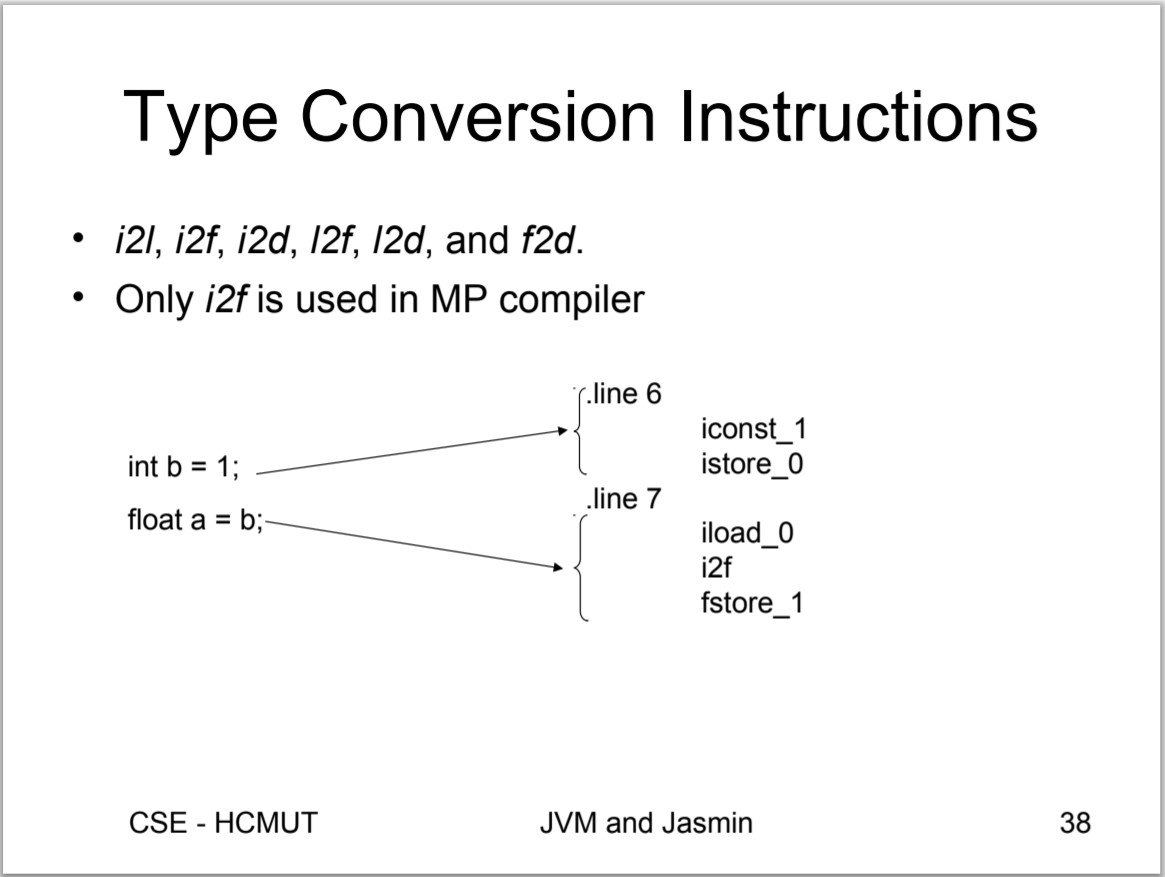 Type Conversion Instructions
• i2l, i2f, i2d, l2f, l2d, and f2d.
• Only i2f is used in MP compiler
int b = 1;
float a = b;
.line 6
iconst_1
istore_0
.line 7
iload_0
i2f
fstore_1
CSE - HCMUT
JVM and Jasmin
38